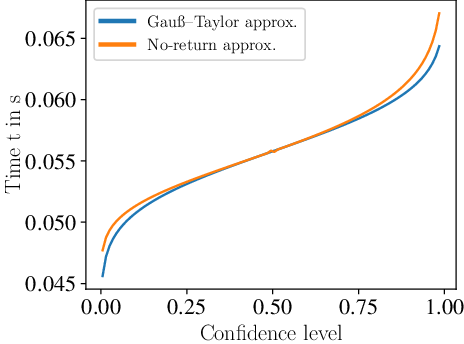 Gauß–Taylor approx.
No-return approx.
0.065
0.060
0.055
0.050
0.045
Time t in s
0.00 0.25 0.50 0.75 1.00
Confidence level